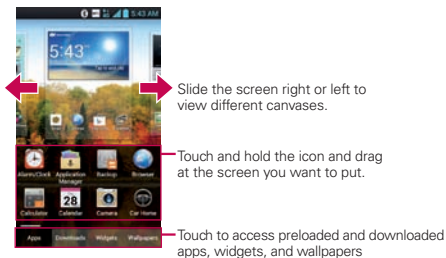 5:43 AM
5:43
Slide the screen right or left to
view different canvases.
Touch and hold the icon and drag
at the screen you want to put.
Alarm/Clock Application Manager Backup Browser
Calculator Calendar Camera Car Home
28
Touch to access preloaded and downloaded
apps, widgets, and wallpapers
Apps Downloads Widgets Wallpapers